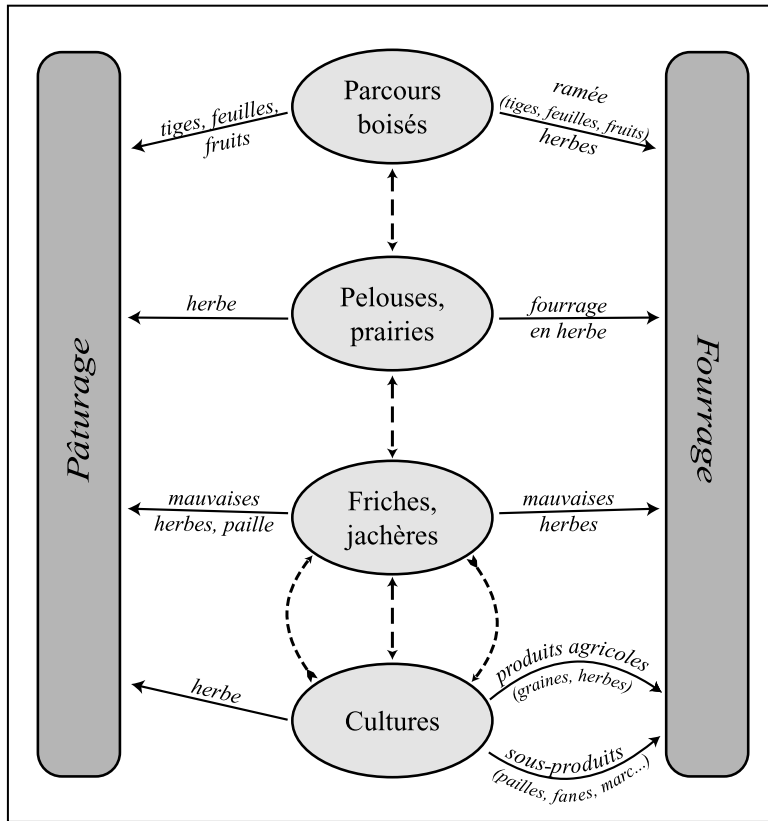 Parcours
boisés
tiges, feuilles,
fruits
ramée
(tiges, feuilles, fruits)
herbes
Pâturage
Fourrage
Pelouses,
prairies
herbe
fourrage
en herbe
Friches,
jachères
mauvaises
herbes, paille
mauvaises
herbes
Cultures
herbe
produits agricoles
(graines, herbes)
sous-produits
(pailles, fanes, marc...)